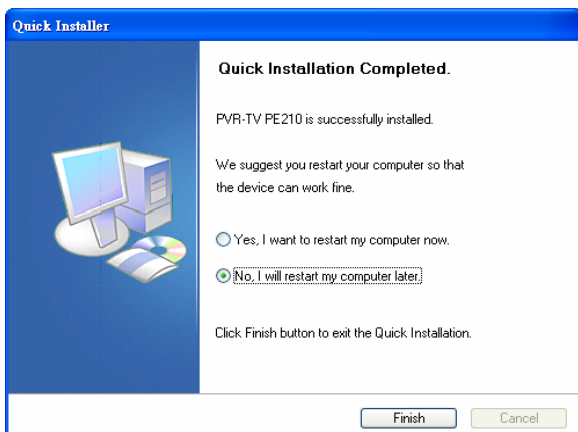 Quick Installer
Quick Installation Completed.
PVR-TV PE210 is successfully installed.
We suggest you restart your computer so that
the device can work fine.
Yes, I want to restart my computer now.
No, I will restart my computer later.
Click Finish button to exit the Quick Installation.
Finish
Cancel